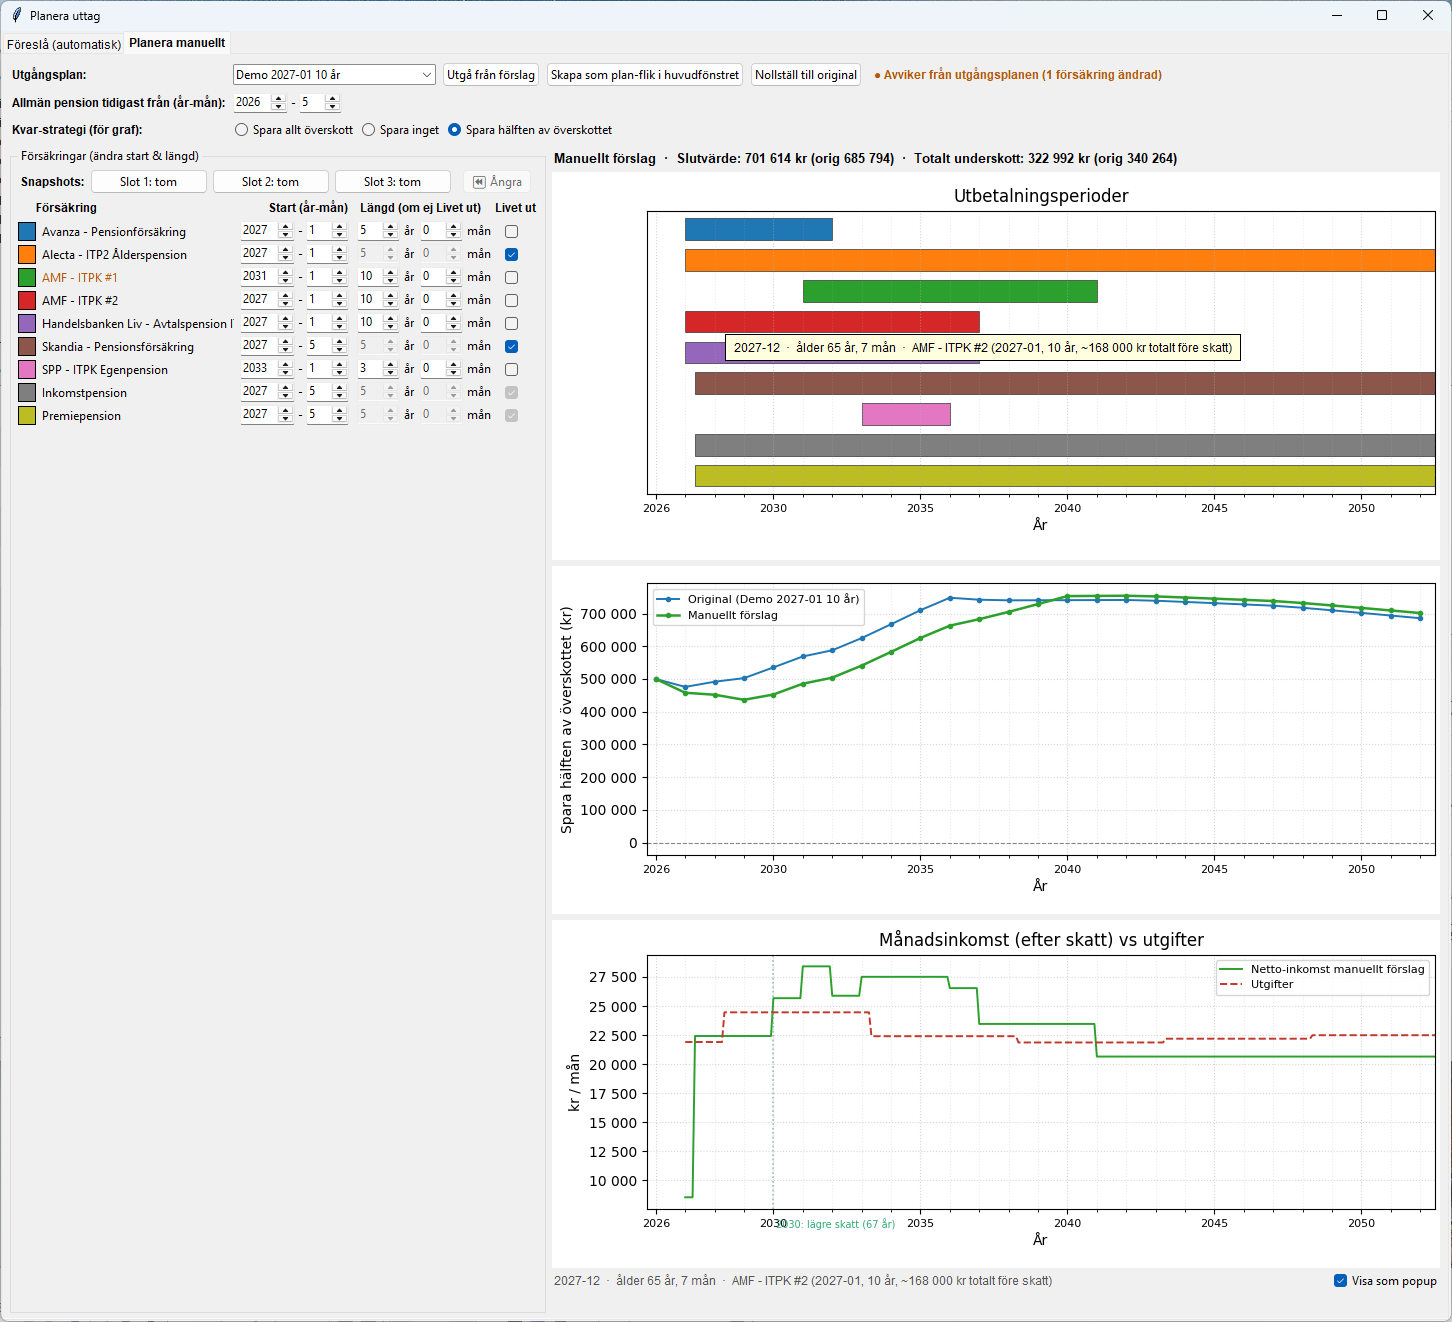 Planera uttag
Föreslå (automatisk) Planera manuellt
Utgångsplan: Demo 2027-01 10 år Utgå från förslag Skapa som plan-flik i huvudfönstret Nollställ till original ● Avviker från utgångsplanen (1 försäkring ändrad)
Allmän pension tidigast från (år-mån): 2026 - 5
Kvar-strategi (för graf): Spara allt överskott Spara inget Spara hälften av överskottet
Försäkringar (ändra start & längd)
Snapshots: Slot 1: tom Slot 2: tom Slot 3: tom Ångra
Försäkring Start (år-mån) Längd (om ej Livet ut) Livet ut
Avanza - Pensionförsäkring 2027 - 1 5 år 0 mån
Alecta - ITP2 Ålderspension 2027 - 1 5 år 0 mån
AMF - ITPK #1 2031 - 1 10 år 0 mån
AMF - ITPK #2 2027 - 1 10 år 0 mån
Handelsbanken Liv - Avtalspension 2027 - 1 10 år 0 mån
Skandia - Pensionsförsäkring 2027 - 5 5 år 0 mån
SPP - ITPK Egenpension 2033 - 1 3 år 0 mån
Inkomstpension 2027 - 5 5 år 0 mån
Premiepension 2027 - 5 5 år 0 mån
Manuellt förslag · Slutvärde: 701 614 kr (orig 685 794) · Totalt underskott: 322 992 kr (orig 340 264)
Utbetalningsperioder
2027-12 · ålder 65 år, 7 mån · AMF - ITPK #2 (2027-01, 10 år, ~168 000 kr totalt före skatt)
2026 2030 2035 2040 2045 2050
År
Original (Demo 2027-01 10 år)
Manuellt förslag
Spara hälften av överskottet (kr)
700 000
600 000
500 000
400 000
300 000
200 000
100 000
0
2026 2030 2035 2040 2045 2050
År
Månadsinkomst (efter skatt) vs utgifter
Netto-inkomst manuellt förslag
Utgifter
kr / mån
27 500
25 000
22 500
20 000
17 500
15 000
12 500
10 000
2026 2030 2035 2040 2045 2050
2030: lägre skatt (67 år)
År
2027-12 · ålder 65 år, 7 mån · AMF - ITPK #2 (2027-01, 10 år, ~168 000 kr totalt före skatt) Visa som popup